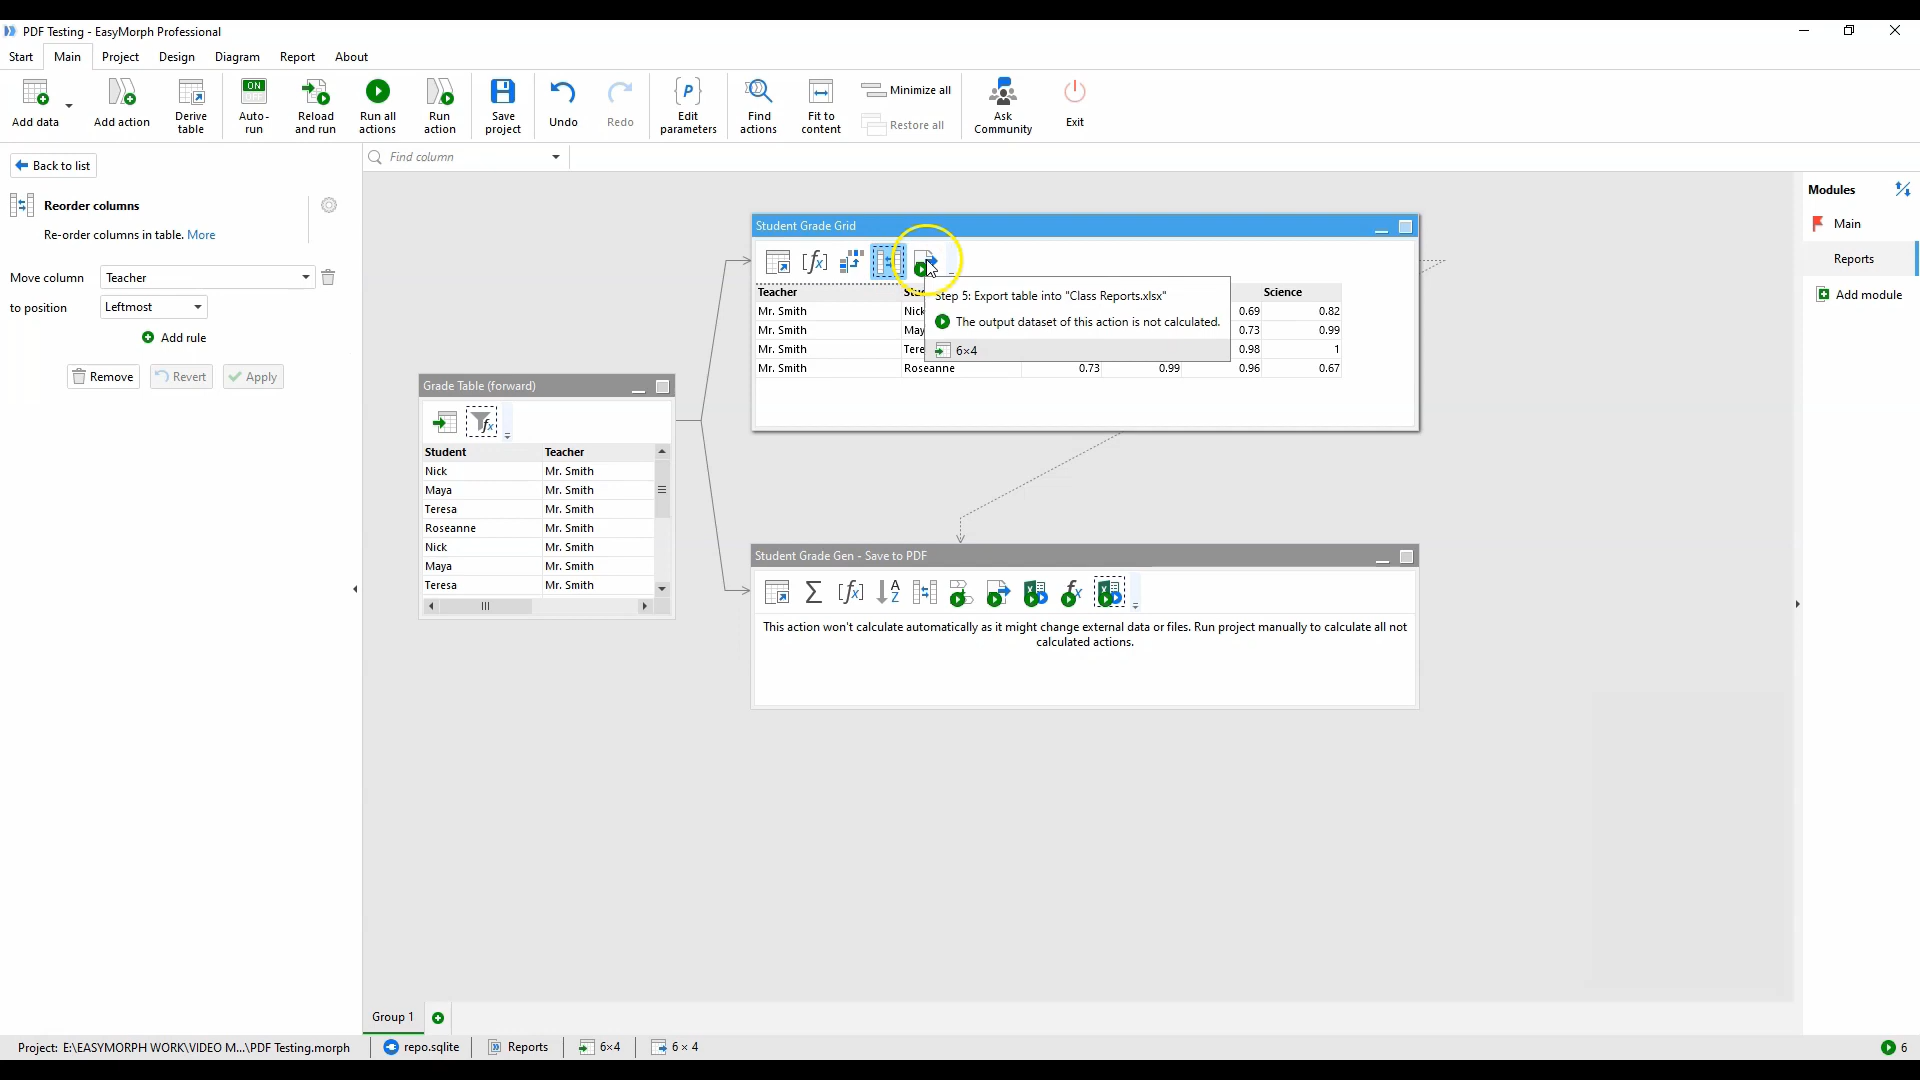 PDF Testing - EasyMorph Professional
Start
Main
Project
Design
Diagram
Report
About
Add data
Add action
Derive
table
ON
OFF
Auto-
run
Reload
and run
Run all
actions
Run
action
Save
project
Undo
Redo
{P}
Edit
parameters
Find
actions
Fit to
content
Minimize all
Restore all
Ask
Community
Exit
Back to list
Find column
Reorder columns
Re-order columns in table. More
Move column
Teacher
to position
Leftmost
Add rule
Remove
Revert
Apply
Modules
Main
Reports
Add module
Student Grade Grid
[fx]
Step 5: Export table into "Class Reports.xlsx"
The output dataset of this action is not calculated.
6×4
Teacher
Science
Mr. Smith
Nick
0.69
0.82
Mr. Smith
May
0.73
0.99
Mr. Smith
Tere
0.98
1
Mr. Smith
Roseanne
0.73
0.99
0.96
0.67
Grade Table (forward)
fx
Student
Teacher
Nick
Mr. Smith
Maya
Mr. Smith
Teresa
Mr. Smith
Roseanne
Mr. Smith
Nick
Mr. Smith
Maya
Mr. Smith
Teresa
Mr. Smith
Student Grade Gen - Save to PDF
Σ
[fx]
A
Z
fx
This action won't calculate automatically as it might change external data or files. Run project manually to calculate all not
calculated actions.
Group 1
Project: E:\EASYMORPH WORK\VIDEO M...\PDF Testing.morph
repo.sqlite
Reports
6×4
6 × 4
6